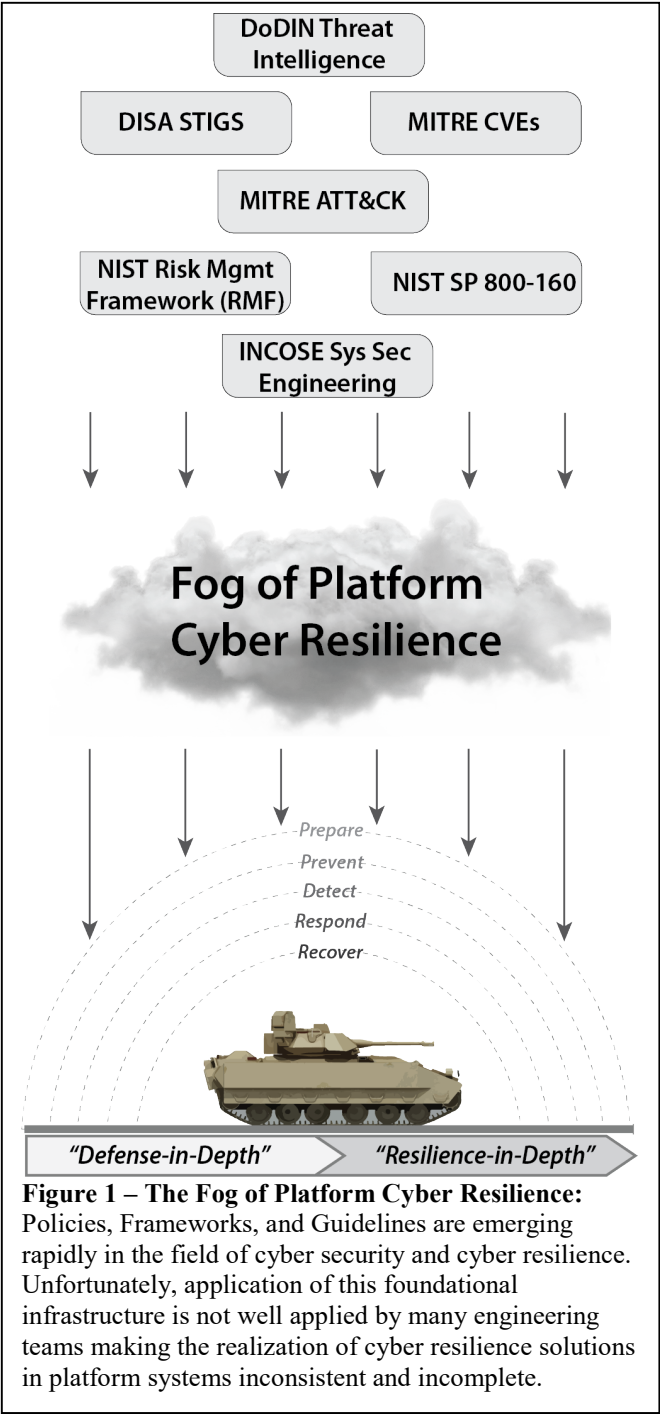 DoDIN Threat
Intelligence
DISA STIGS
MITRE CVEs
MITRE ATT&CK
NIST Risk Mgmt
Framework (RMF)
NIST SP 800-160
INCOSE Sys Sec
Engineering
Fog of Platform
Cyber Resilience
Prepare
Prevent
Detect
Respond
Recover
“Defense-in-Depth”
“Resilience-in-Depth”
Figure 1 – The Fog of Platform Cyber Resilience:
Policies, Frameworks, and Guidelines are emerging
rapidly in the field of cyber security and cyber resilience.
Unfortunately, application of this foundational
infrastructure is not well applied by many engineering
teams making the realization of cyber resilience solutions
in platform systems inconsistent and incomplete.